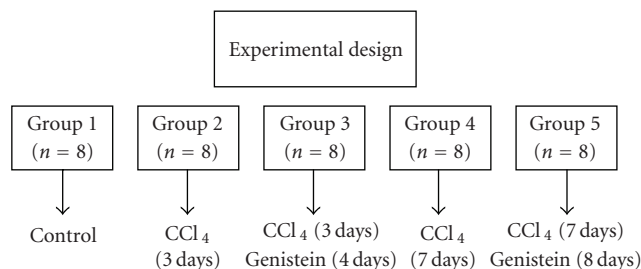 Experimental design
Group 1
(n = 8)
Group 2
(n = 8)
Group 3
(n = 8)
Group 4
(n = 8)
Group 5
(n = 8)
Control
CCl4
(3 days)
CCl4 (3 days)
Genistein (4 days)
CCl4
(7 days)
CCl4 (7 days)
Genistein (8 days)